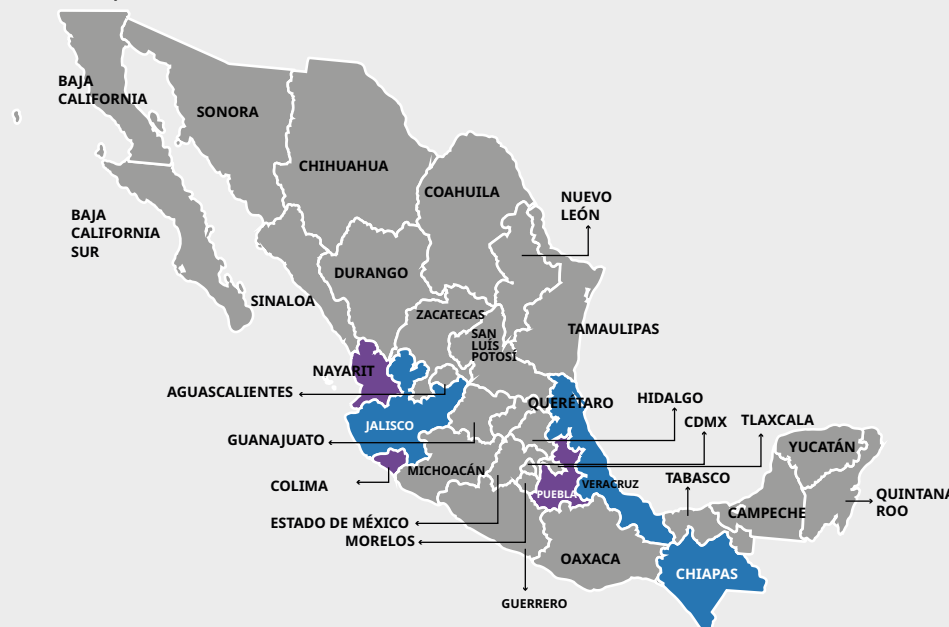 BAJA
CALIFORNIA
SONORA
CHIHUAHUA
COAHUILA
NUEVO
LEÓN
BAJA
CALIFORNIA
SUR
DURANGO
SINALOA
ZACATECAS
SAN
LUÍS
POTOSÍ
TAMAULIPAS
NAYARIT
AGUASCALIENTES
QUERÉTARO
HIDALGO
CDMX
TLAXCALA
JALISCO
GUANAJUATO
YUCATÁN
MICHOACÁN
COLIMA
PUEBLA
VERACRUZ
TABASCO
QUINTANA
ROO
CAMPECHE
ESTADO DE MÉXICO
MORELOS
OAXACA
CHIAPAS
GUERRERO